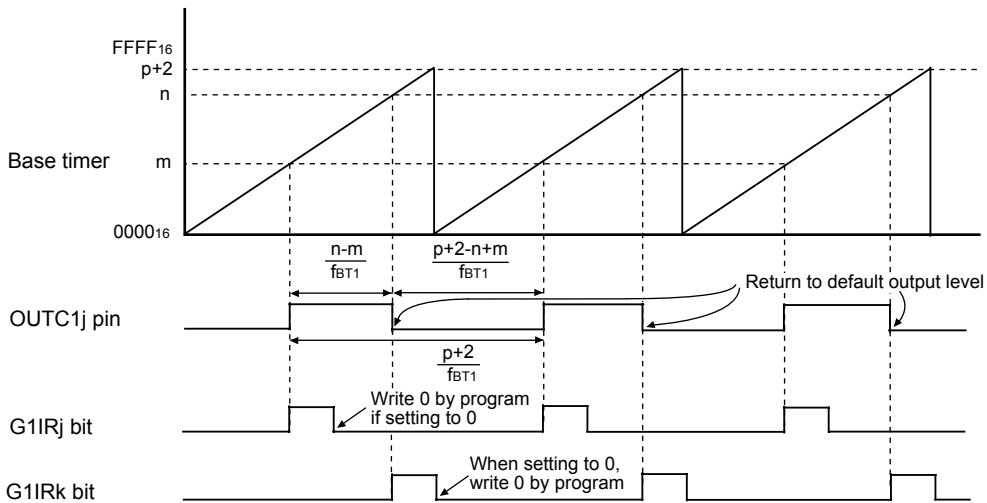 FFFF16
p+2
n
Base timer
m
000016
n-m
fBT1
p+2-n+m
fBT1
Return to default output level
OUTC1j pin
p+2
fBT1
Write 0 by program
if setting to 0
G1IRj bit
When setting to 0,
write 0 by program
G1IRk bit